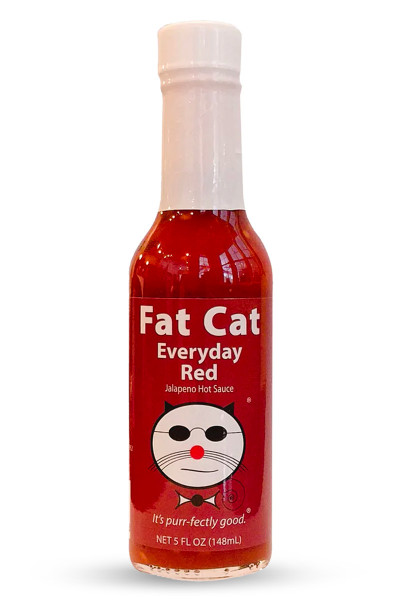 Fat Cat
Everyday
Red
Jalapeno Hot Sauce
®
It's purr-fectly good.®
NET 5 FL OZ (148mL)